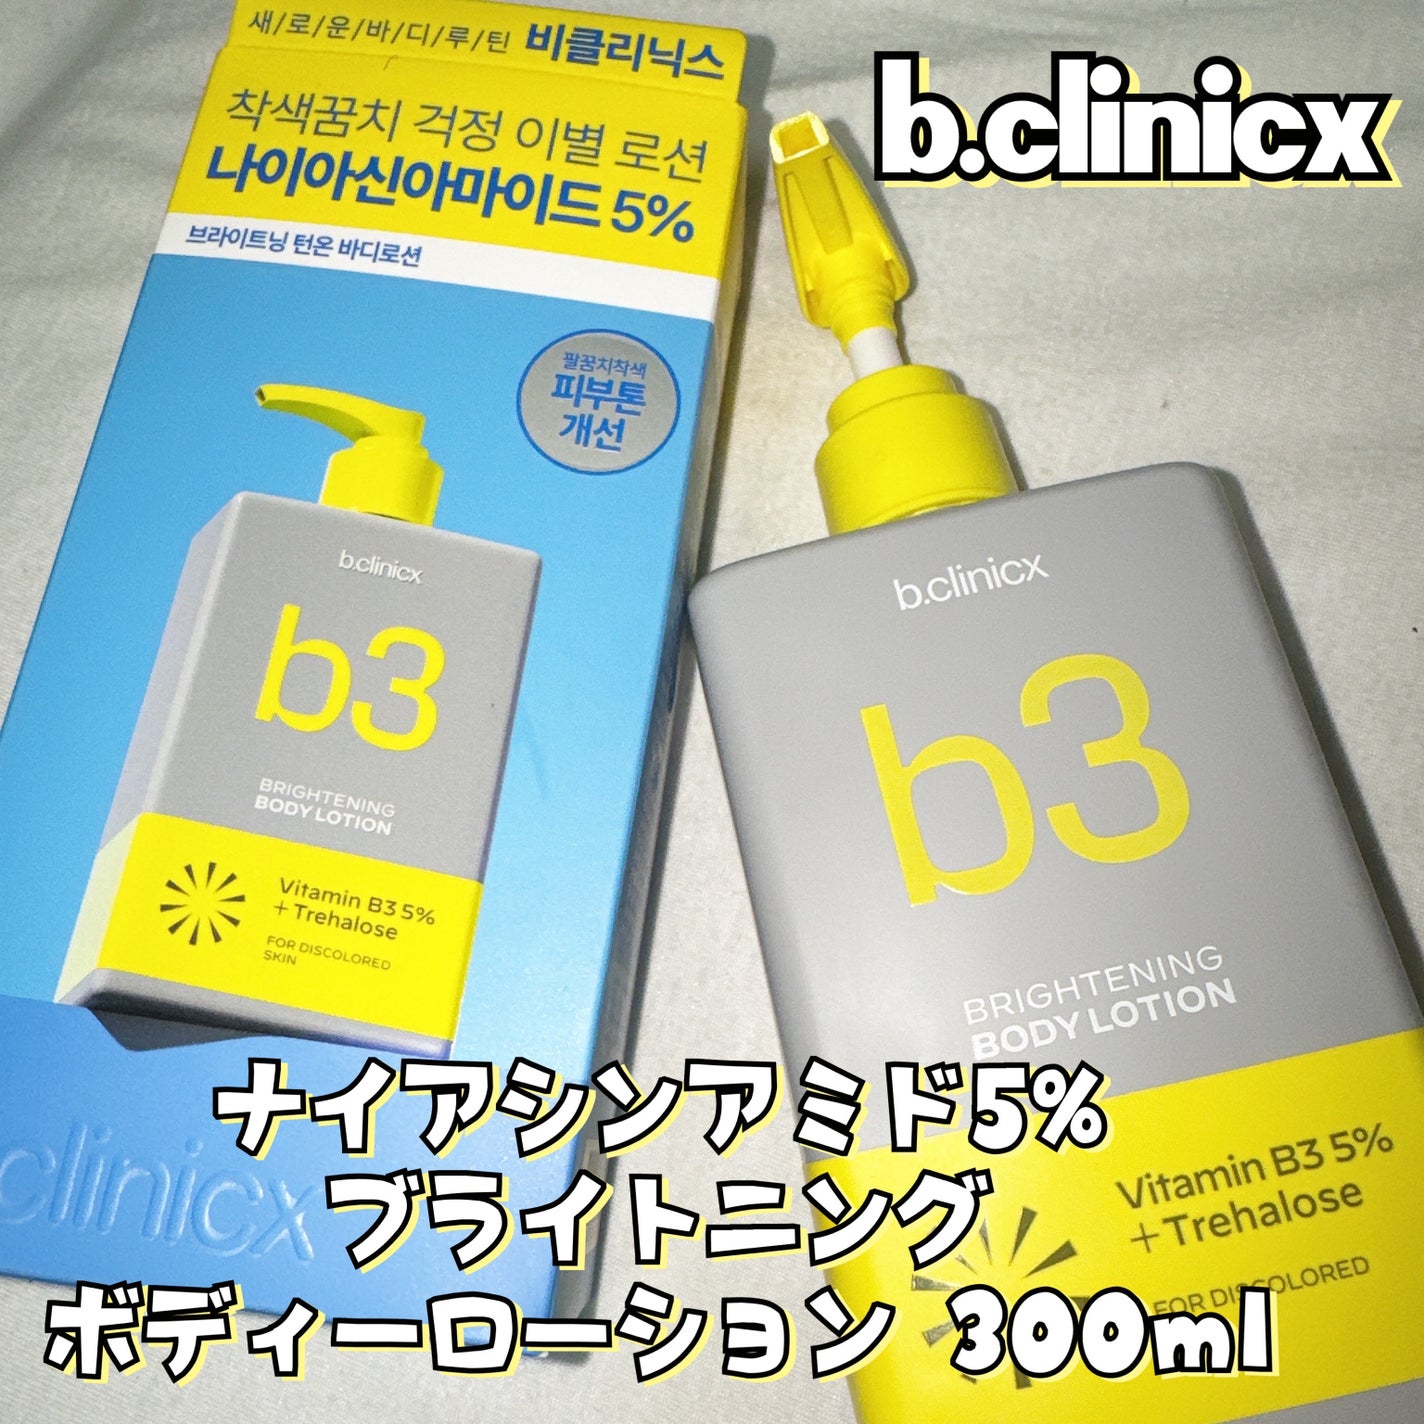 새/로/운/바/디/루/틴 비클리닉스
착색꿈치 걱정 이별 로션
나이아신아마이드 5%
브라이트닝 턴온 바디로션
팔꿈치착색
피부톤
개선
b.clinicx
b3
BRIGHTENING
BODY LOTION
Vitamin B3 5%
+Trehalose
FOR DISCOLORED
SKIN
clinicx
b.clinicx
b.clinicx
b3
BRIGHTENING
BODY LOTION
Vitamin B3 5%
+Trehalose
FOR DISCOLORED
ナイアシンアミド5%
ブライトニング
ボディーローション 300ml